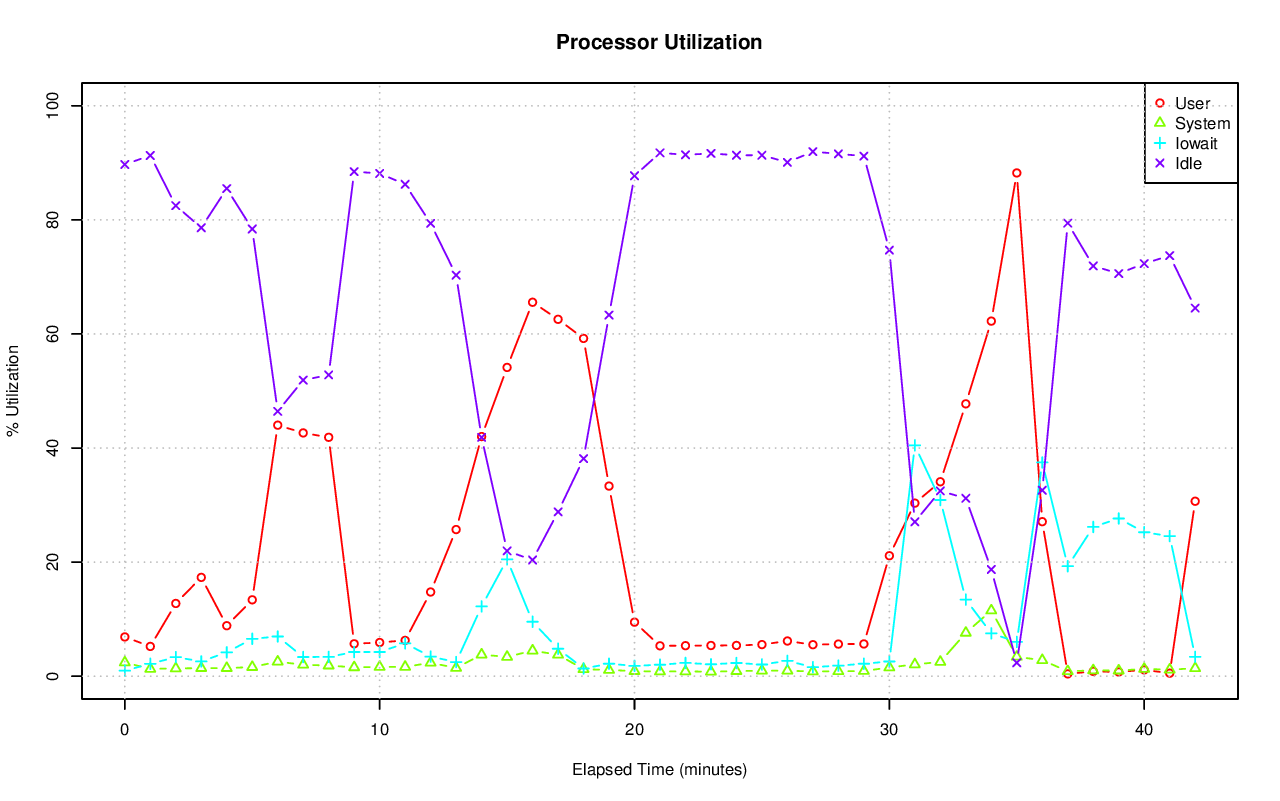 Processor Utilization
% Utilization
100
80
60
40
20
0
User
System
Iowait
Idle
0 10 20 30 40
Elapsed Time (minutes)